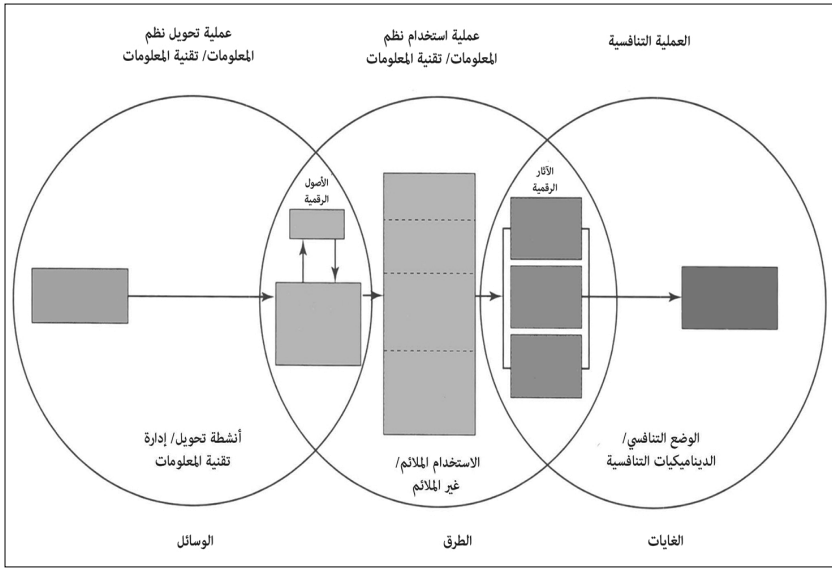 العملية التنافسية
عملية استخدام نظم
المعلومات/ تقنية المعلومات
عملية تحويل نظم
المعلومات/ تقنية المعلومات
الآثار
الرقمية
الأصول
الرقمية
الوضع التنافسي/
الديناميكيات التنافسية
الاستخدام الملائم/
غير الملائم
أنشطة تحويل/ إدارة
تقنية المعلومات
الغايات
الطرق
الوسائل